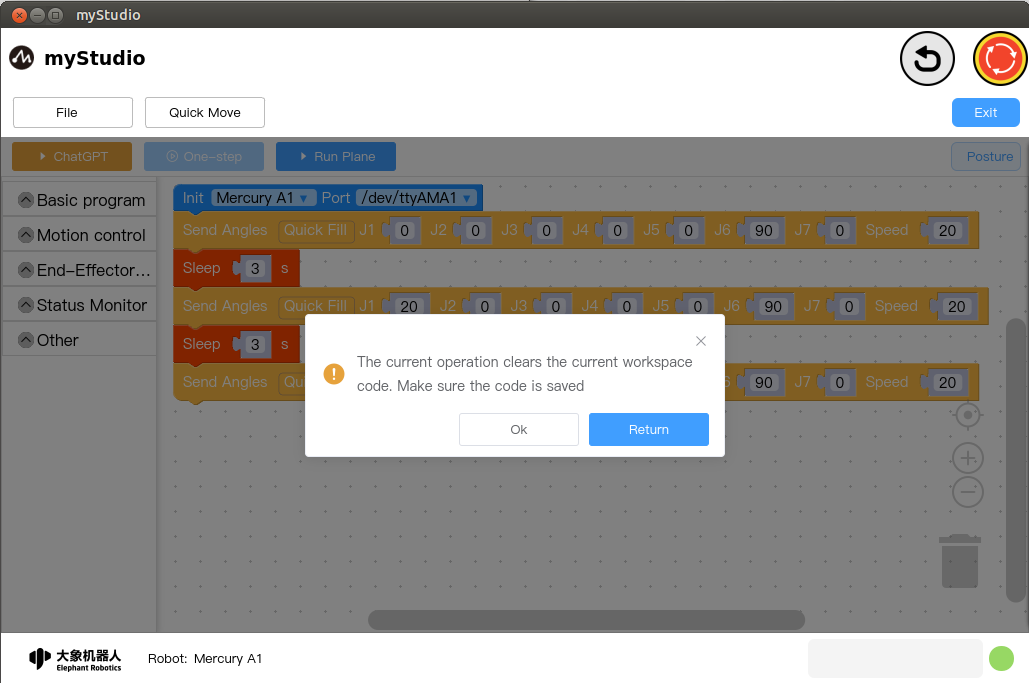 myStudio
myStudio
File Quick Move Exit
ChatGPT One-step Run Plane Posture
Basic program
Motion control
End-Effector...
Status Monitor
Other
Init Mercury A1 ▼ Port /dev/ttyAMA1 ▼
Send Angles Quick Fill J1 0 J2 0 J3 0 J4 0 J5 0 J6 90 J7 0 Speed 20
Sleep 3 s
Send Angles Quick Fill J1 20 J2 0 J3 0 J4 0 J5 0 J6 90 J7 0 Speed 20
Sleep 3 s
Send Angles Qu 6 90 J7 0 Speed 20
The current operation clears the current workspace
code. Make sure the code is saved
Ok Return
大象机器人
Elephant Robotics
Robot: Mercury A1